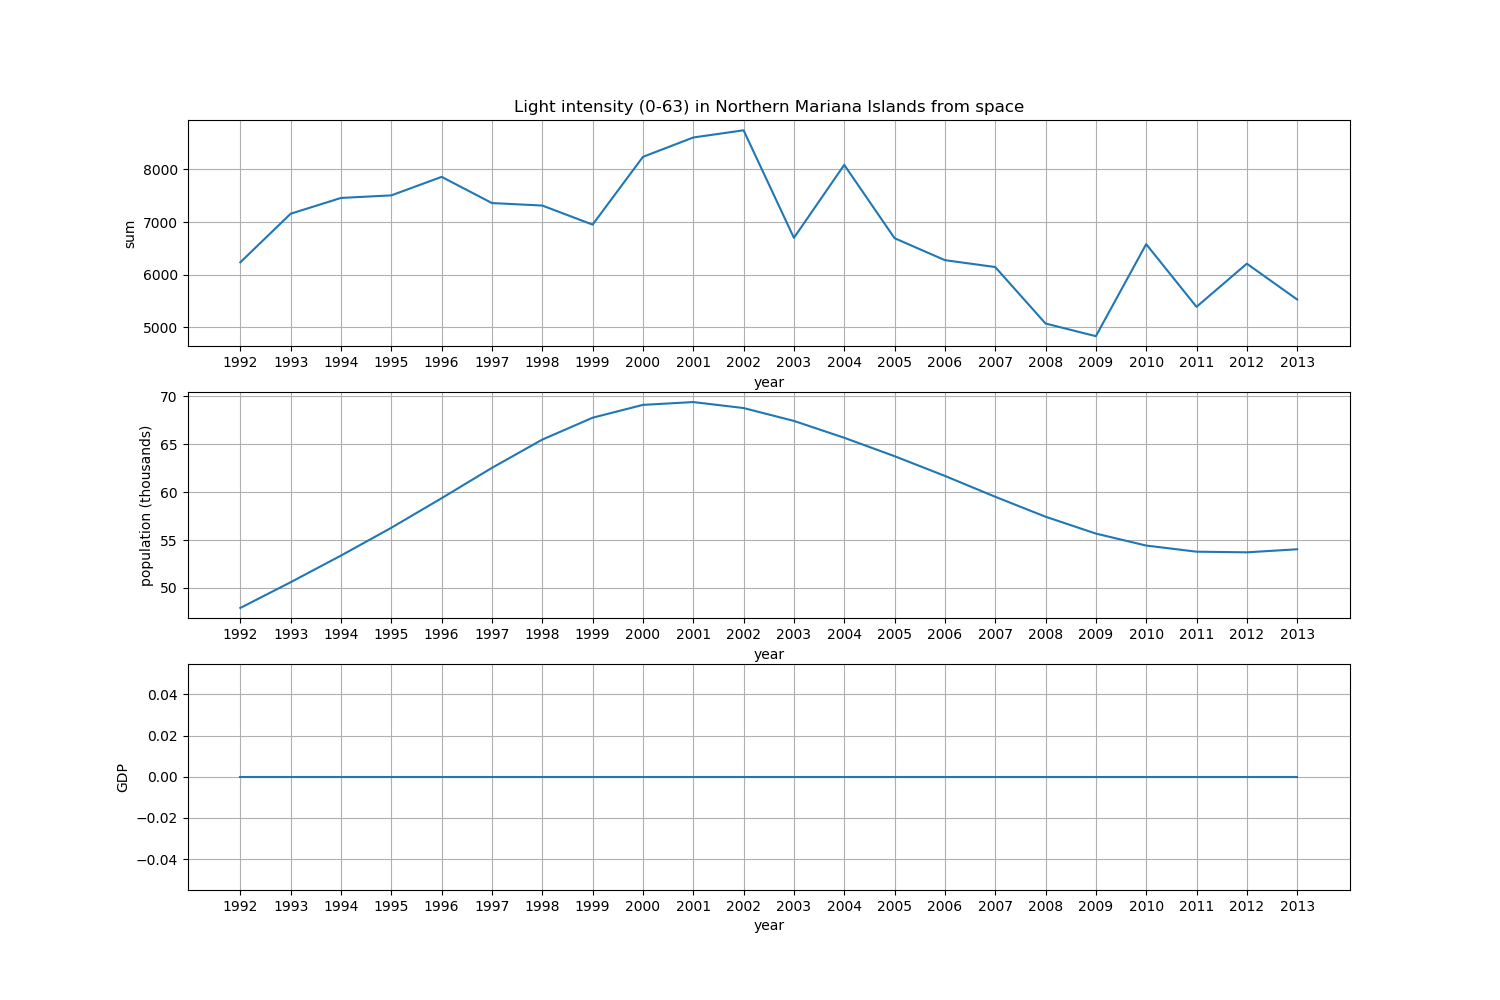 Light intensity (0-63) in Northern Mariana Islands from space
sum
8000
7000
6000
5000
1992 1993 1994 1995 1996 1997 1998 1999 2000 2001 2002 2003 2004 2005 2006 2007 2008 2009 2010 2011 2012 2013
year
population (thousands)
70
65
60
55
50
1992 1993 1994 1995 1996 1997 1998 1999 2000 2001 2002 2003 2004 2005 2006 2007 2008 2009 2010 2011 2012 2013
year
GDP
0.04
0.02
0.00
−0.02
−0.04
1992 1993 1994 1995 1996 1997 1998 1999 2000 2001 2002 2003 2004 2005 2006 2007 2008 2009 2010 2011 2012 2013
year